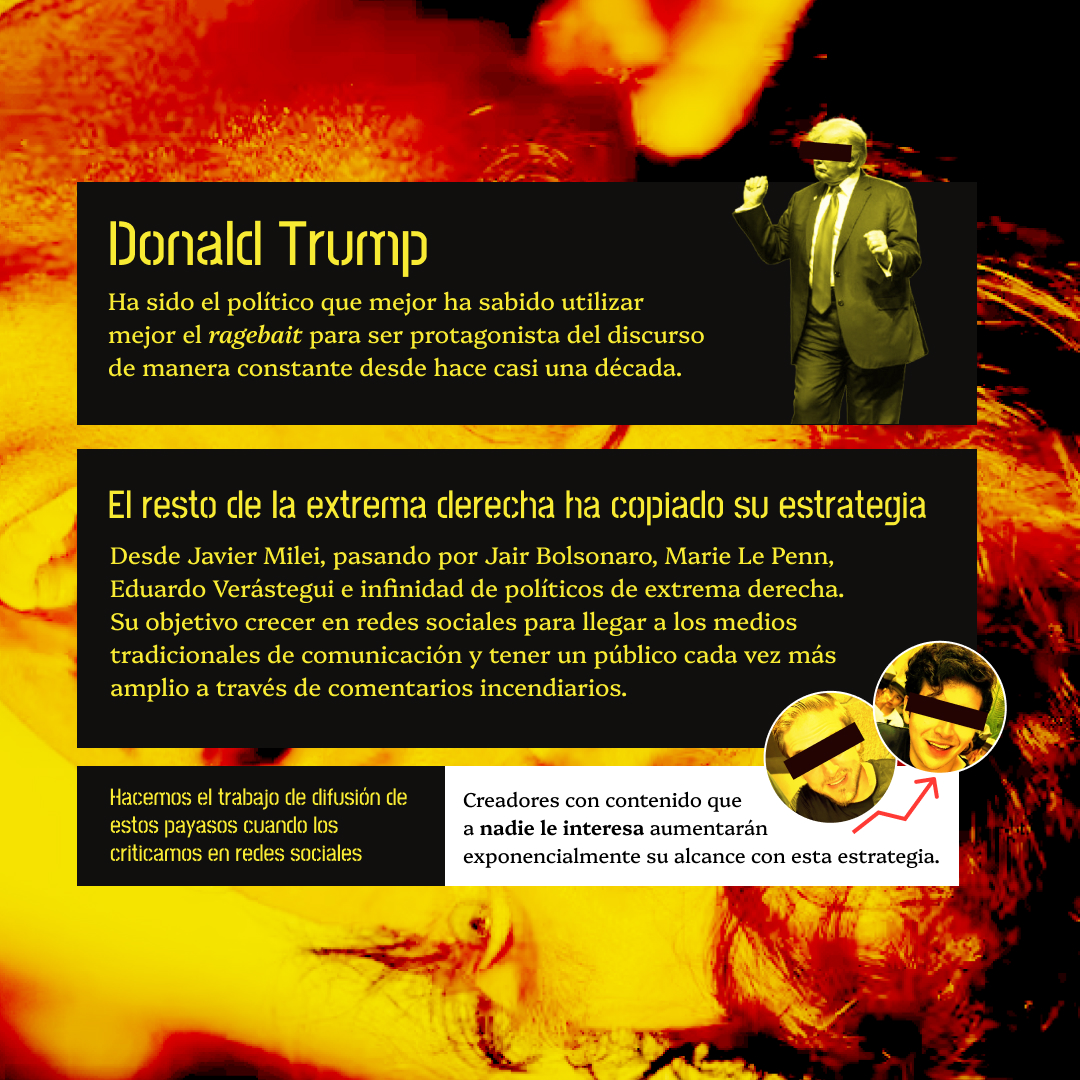 Donald Trump
Ha sido el político que mejor ha sabido utilizar
mejor el ragebait para ser protagonista del discurso
de manera constante desde hace casi una década.
El resto de la extrema derecha ha copiado su estrategia
Desde Javier Milei, pasando por Jair Bolsonaro, Marie Le Penn,
Eduardo Verástegui e infinidad de políticos de extrema derecha.
Su objetivo crecer en redes sociales para llegar a los medios
tradicionales de comunicación y tener un público cada vez más
amplio a través de comentarios incendiarios.
Hacemos el trabajo de difusión de
estos payasos cuando los
criticamos en redes sociales
Creadores con contenido que
a nadie le interesa aumentarán
exponencialmente su alcance con esta estrategia.